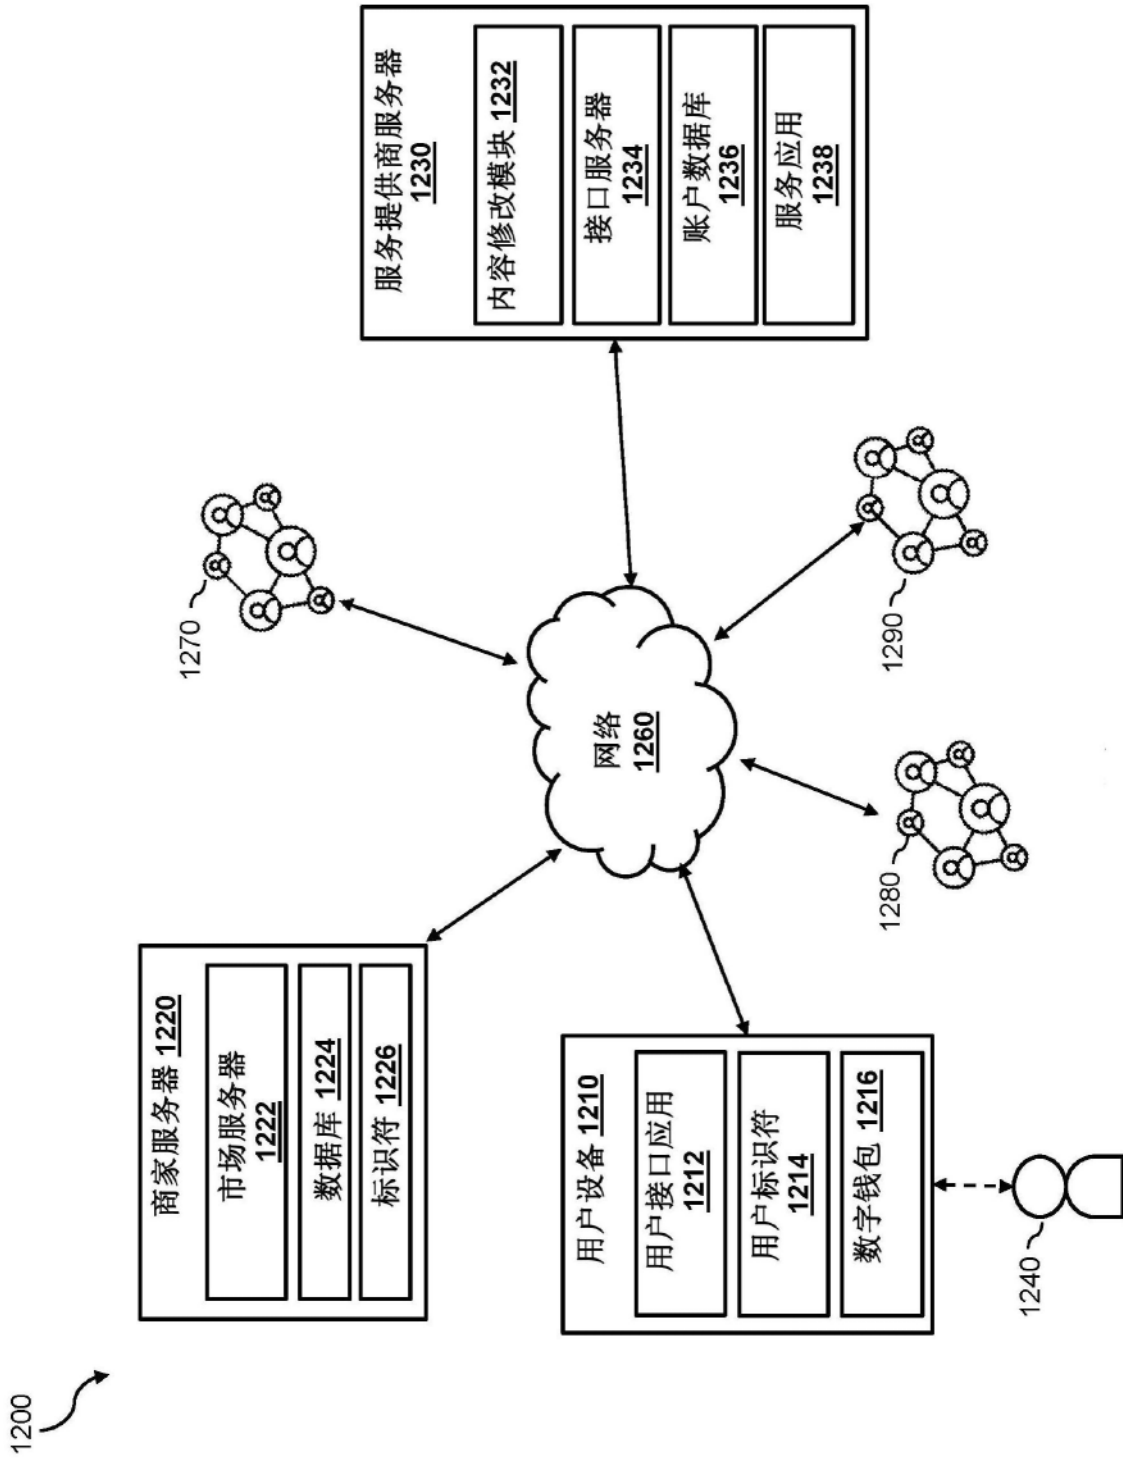 1200
商家服务器 1220
市场服务器
1222
数据库 1224
标识符 1226
1270
服务提供商服务器
1230
内容修改模块 1232
接口服务器
1234
账户数据库
1236
服务应用
1238
网络
1260
用户设备 1210
用户接口应用
1212
用户标识符
1214
数字钱包 1216
1240
1280
1290